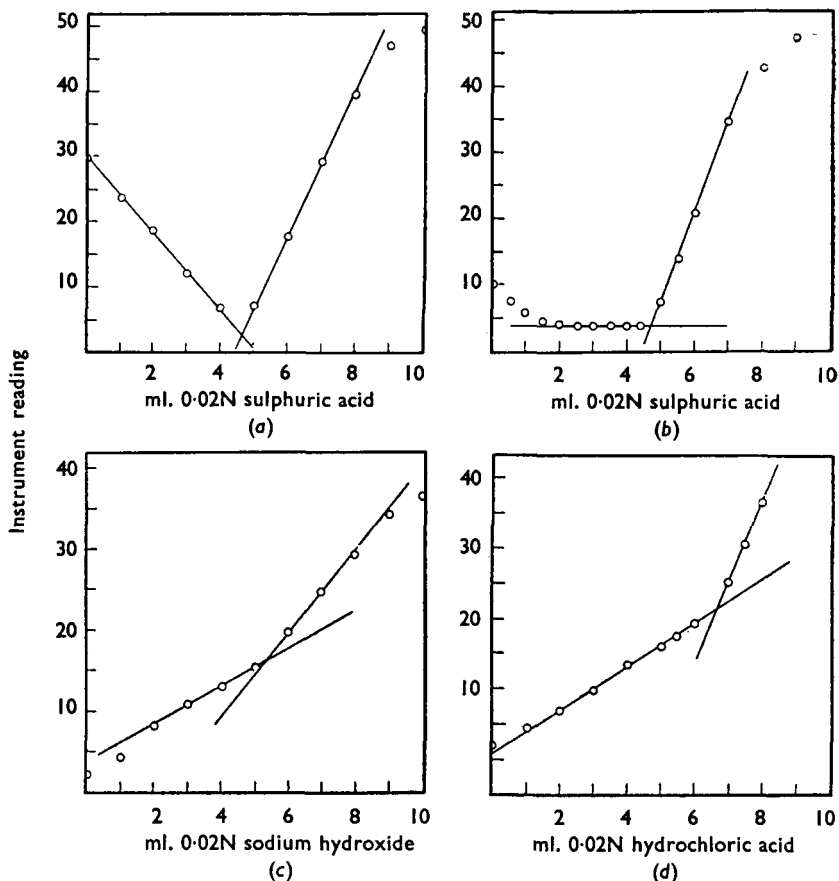 50
40
30
20
10
2 4 6 8 10
ml. 0·02N sulphuric acid
(a)
50
40
30
20
10
2 4 6 8 10
ml. 0·02N sulphuric acid
(b)
Instrument reading
40
30
20
10
2 4 6 8 10
ml. 0·02N sodium hydroxide
(c)
40
30
20
10
2 4 6 8 10
ml. 0·02N hydrochloric acid
(d)